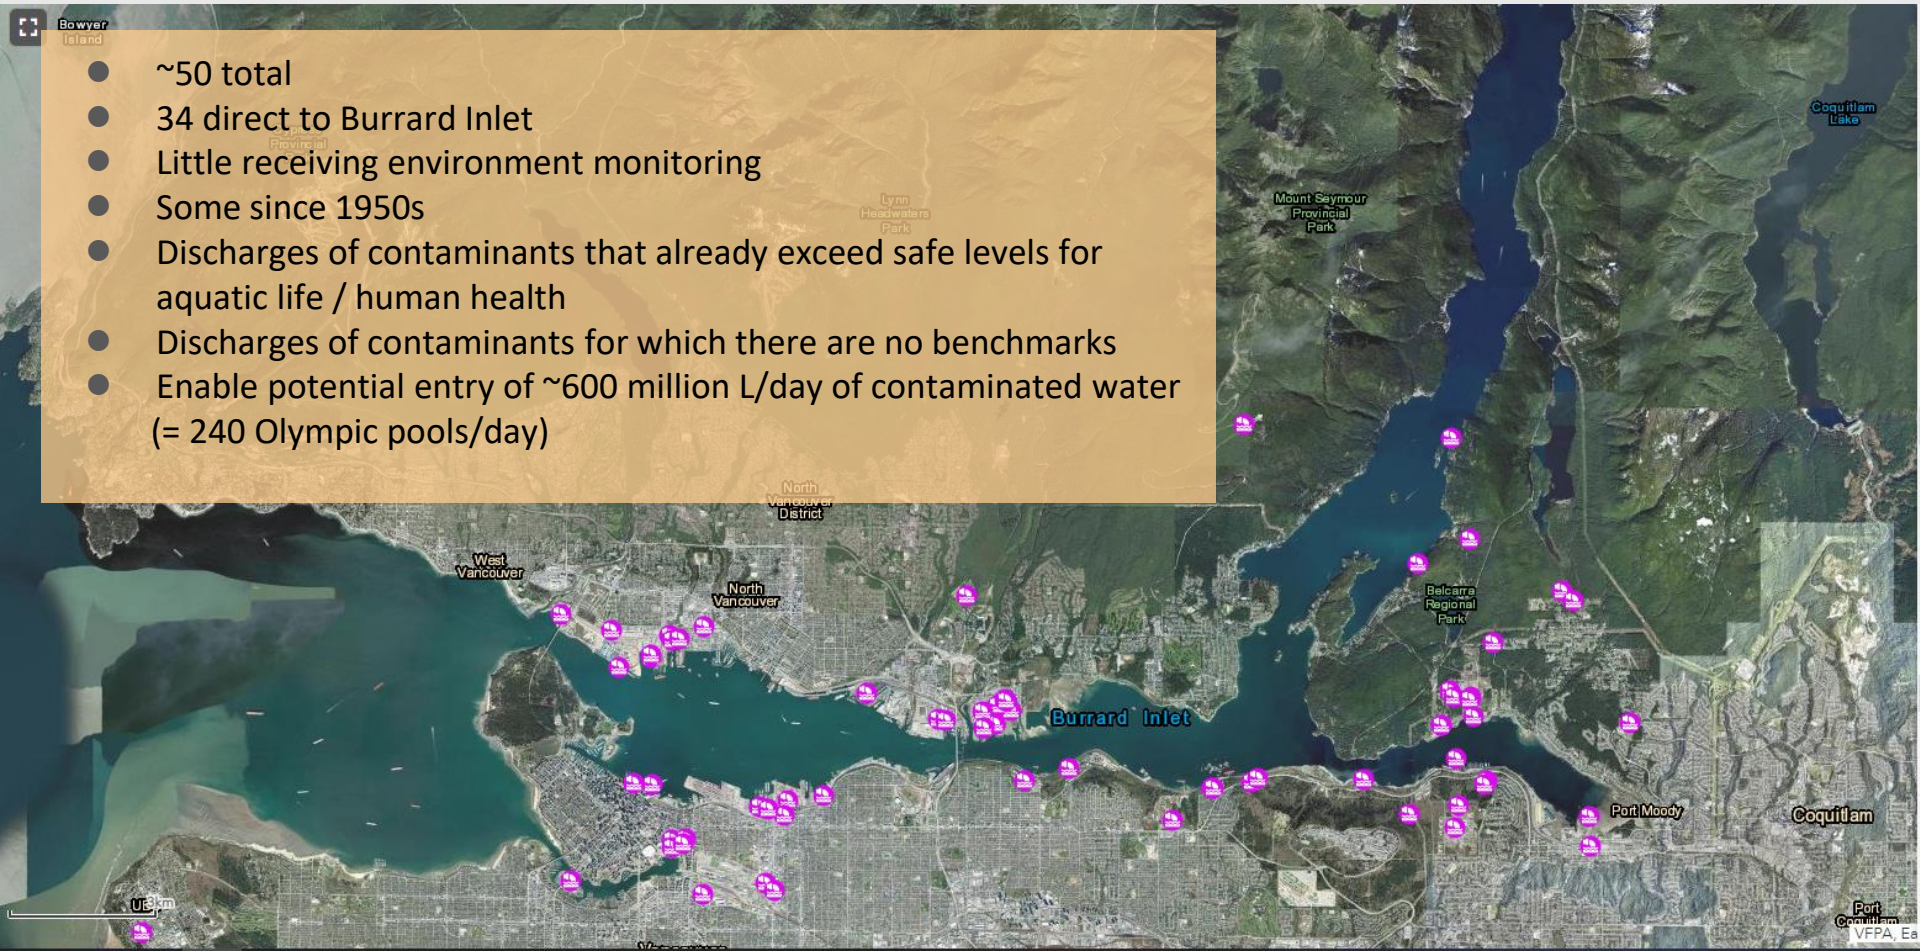 Bowyer
Island
● ~50 total
● 34 direct to Burrard Inlet
● Little receiving environment monitoring
● Some since 1950s
● Discharges of contaminants that already exceed safe levels for
aquatic life / human health
● Discharges of contaminants for which there are no benchmarks
● Enable potential entry of ~600 million L/day of contaminated water
(= 240 Olympic pools/day)
Provincial
Lynn
Headwaters
Park
Coquitlam
Lake
Mount Seymour
Provincial
Park
North
Vancouver
District
West
Vancouver
North
Vancouver
Belcarra
Regional
Park
Burrard Inlet
Port Moody
Coquitlam
3km
Port
Coquitlam
Vancouver
VFPA, Ea